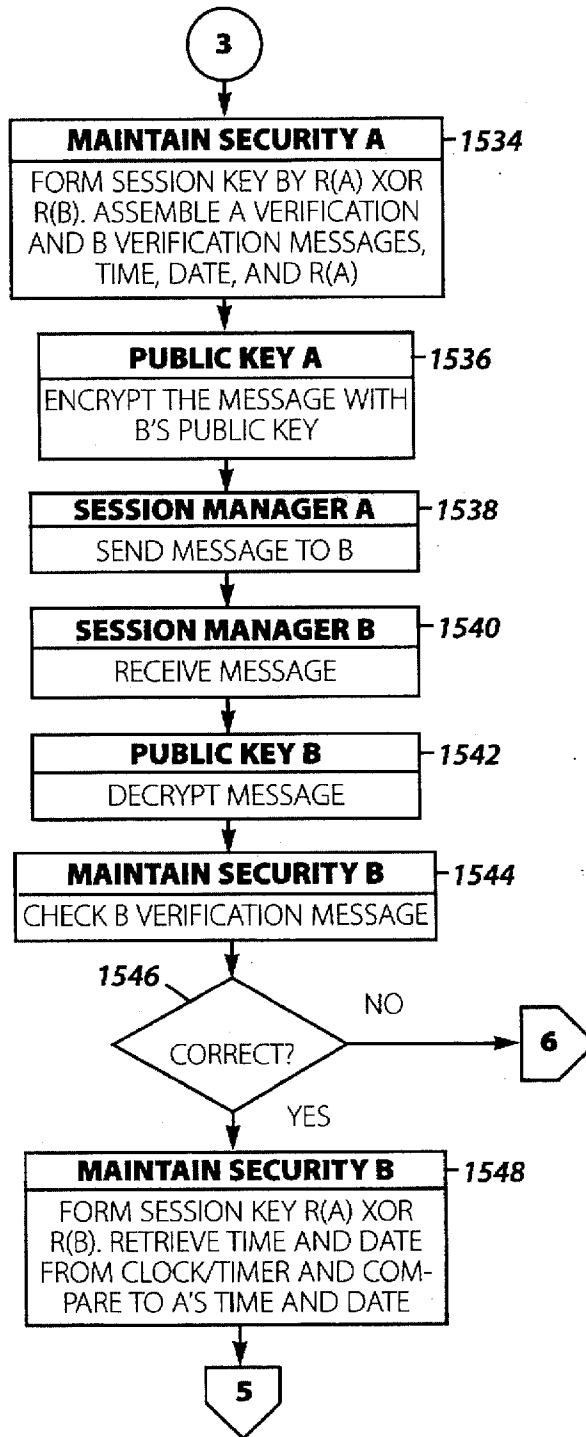 3
MAINTAIN SECURITY A
1534
FORM SESSION KEY BY R(A) XOR
R(B). ASSEMBLE A VERIFICATION
AND B VERIFICATION MESSAGES,
TIME, DATE, AND R(A)
PUBLIC KEY A
1536
ENCRYPT THE MESSAGE WITH
B'S PUBLIC KEY
SESSION MANAGER A
1538
SEND MESSAGE TO B
SESSION MANAGER B
1540
RECEIVE MESSAGE
PUBLIC KEY B
1542
DECRYPT MESSAGE
MAINTAIN SECURITY B
1544
CHECK B VERIFICATION MESSAGE
1546
CORRECT?
NO
6
YES
MAINTAIN SECURITY B
1548
FORM SESSION KEY R(A) XOR
R(B). RETRIEVE TIME AND DATE
FROM CLOCK/TIMER AND COM-
PARE TO A'S TIME AND DATE
5